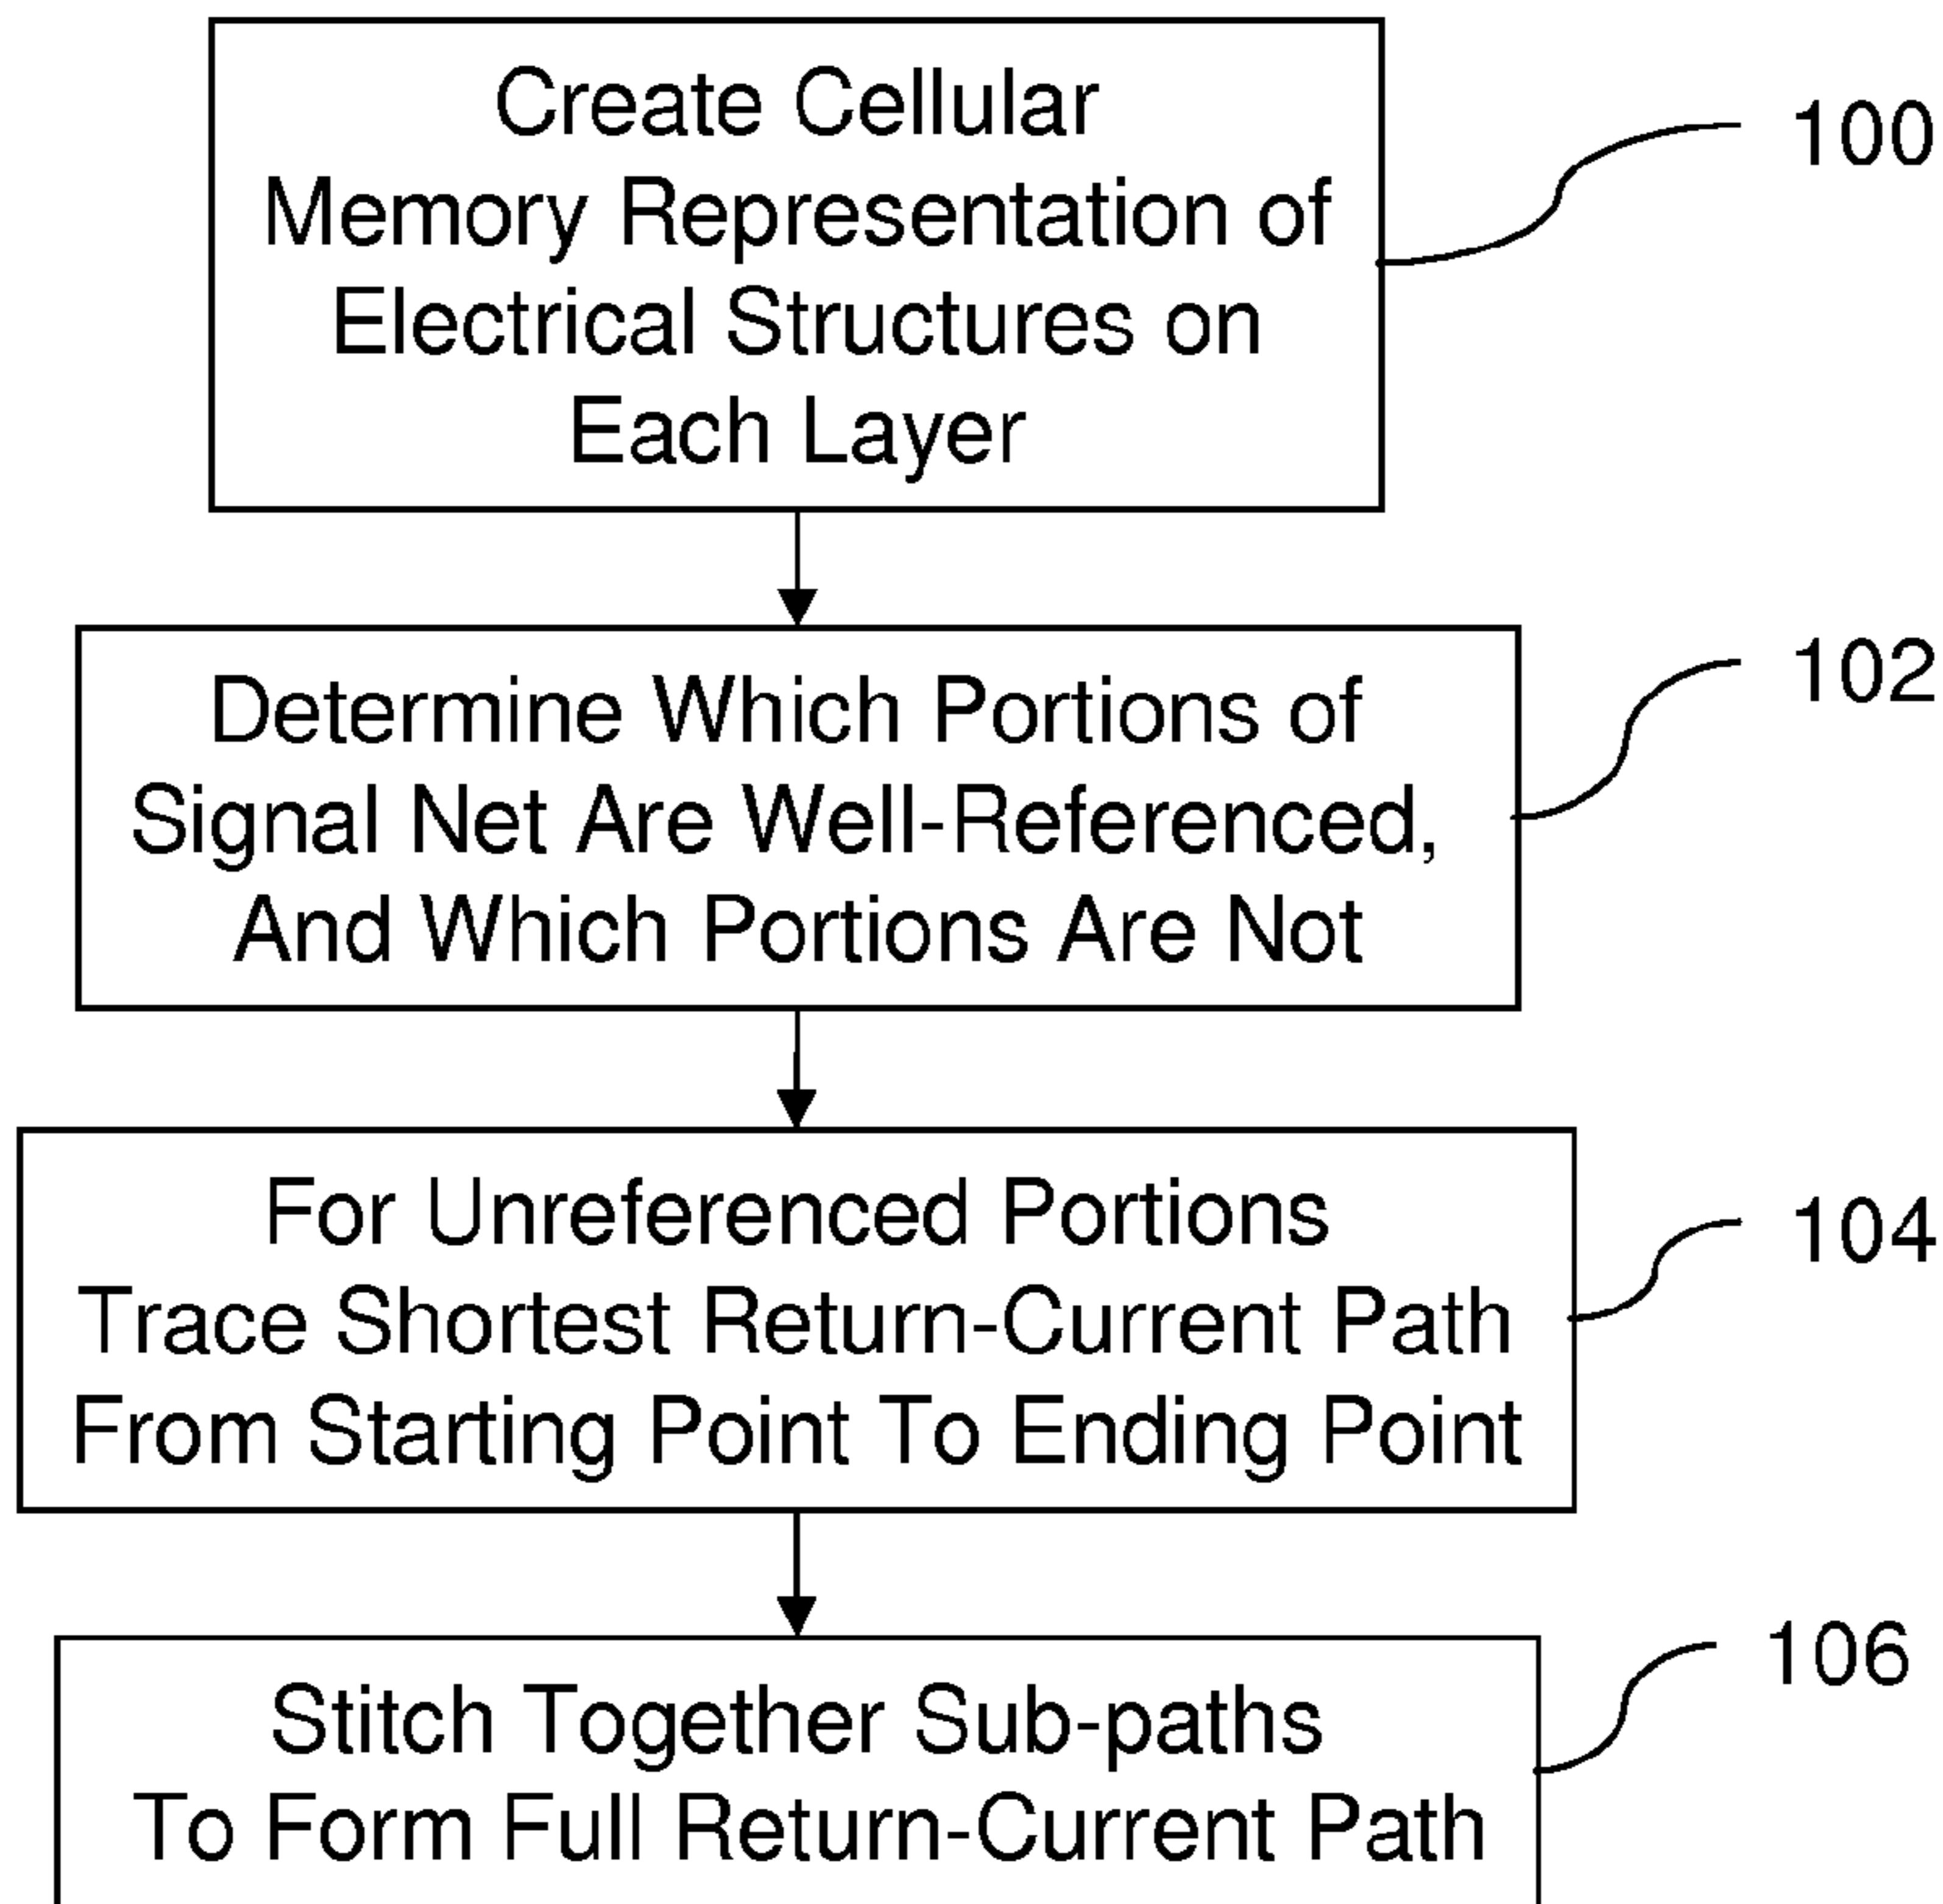 Create Cellular
Memory Representation of
Electrical Structures on
Each Layer
100
Determine Which Portions of
Signal Net Are Well-Referenced,
And Which Portions Are Not
102
For Unreferenced Portions
Trace Shortest Return-Current Path
From Starting Point To Ending Point
104
Stitch Together Sub-paths
To Form Full Return-Current Path
106